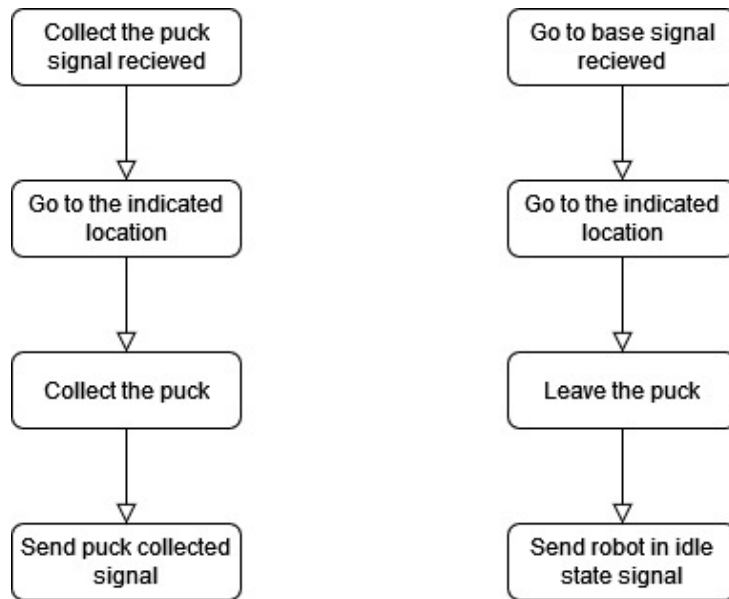 Collect the puck
signal recieved
Go to the indicated
location
Collect the puck
Send puck collected
signal
Go to base signal
recieved
Go to the indicated
location
Leave the puck
Send robot in idle
state signal